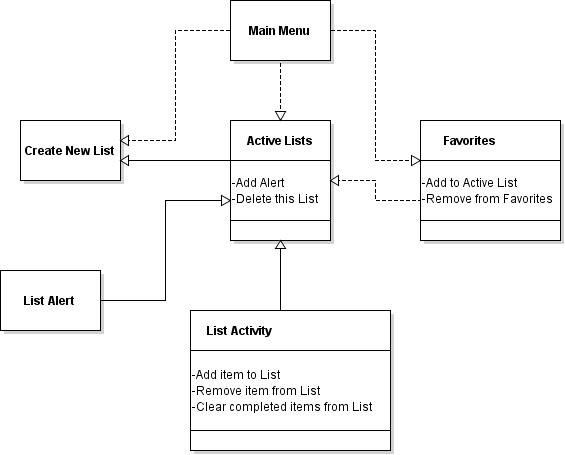 Main Menu
Create New List
Active Lists
-Add Alert
-Delete this List
Favorites
-Add to Active List
-Remove from Favorites
List Alert
List Activity
-Add item to List
-Remove item from List
-Clear completed items from List